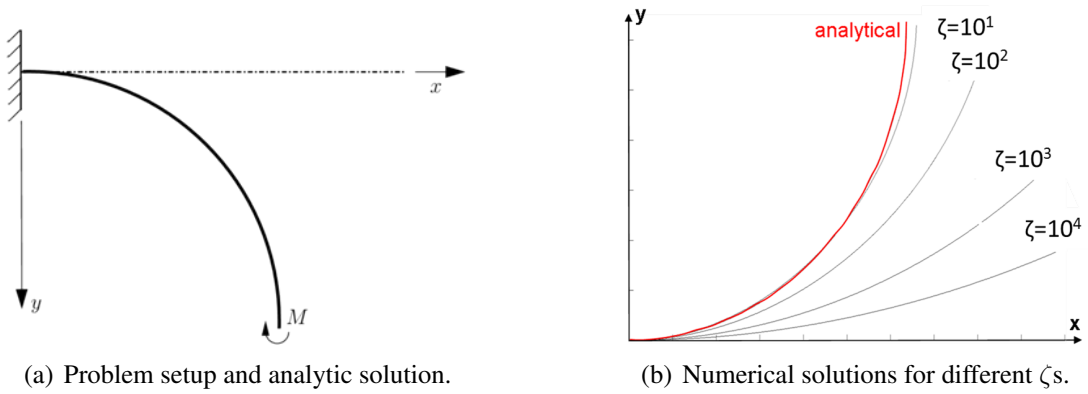 x
y
M
(a) Problem setup and analytic solution.
y
analytical
ζ=10¹
ζ=10²
ζ=10³
ζ=10⁴
x
(b) Numerical solutions for different ζs.